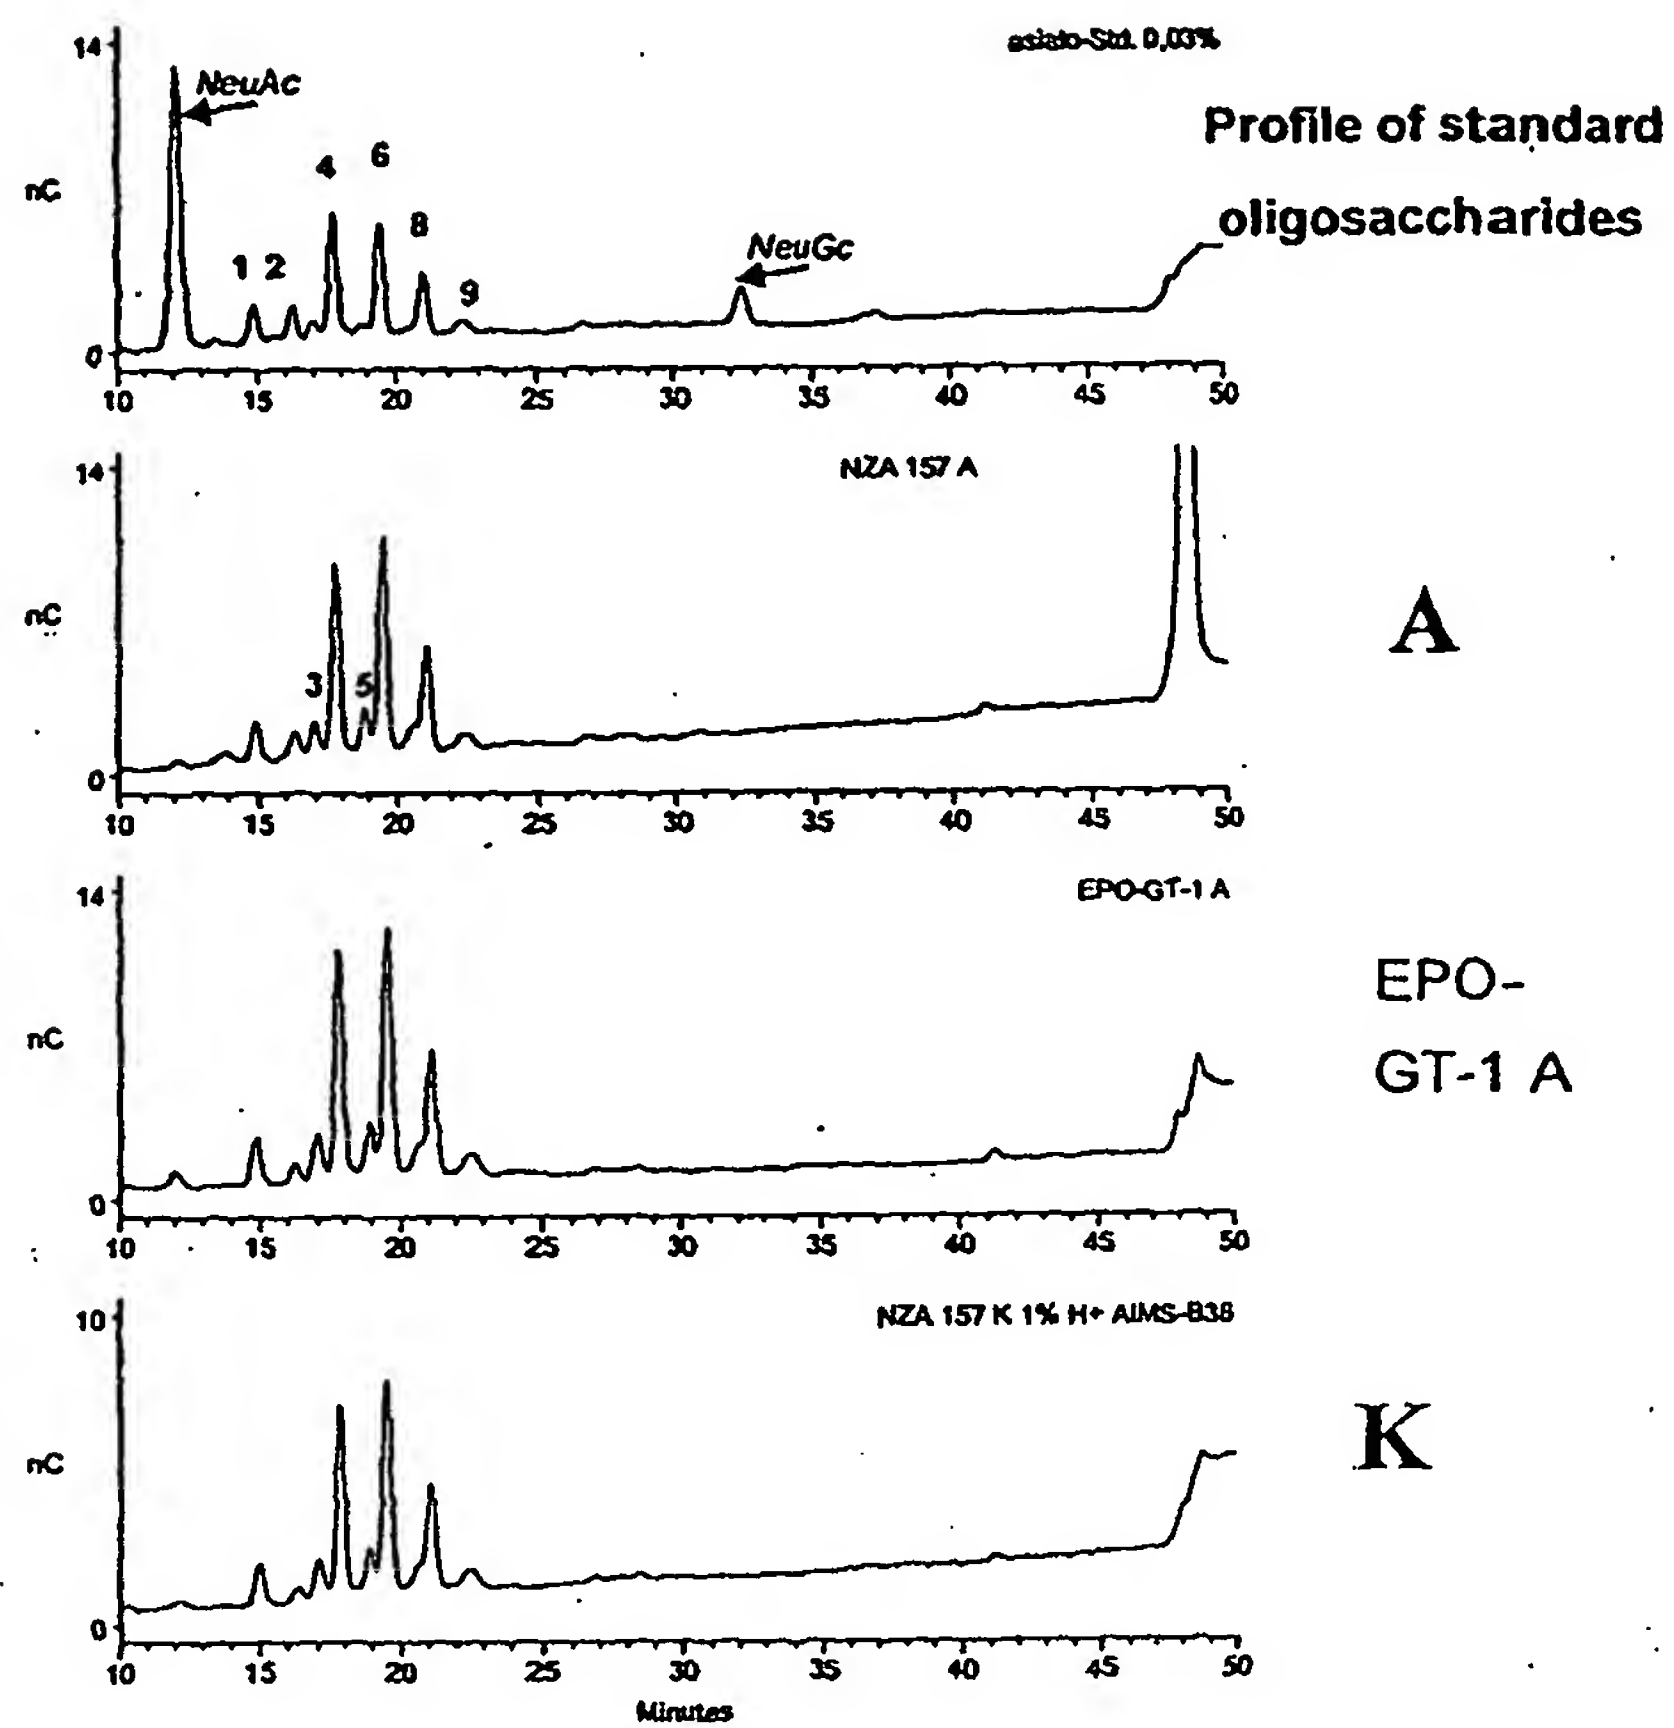 asialo-Std. 0,03%
14
NeuAc
Profile of standard
oligosaccharides
6
4
nC
8
NeuGc
1 2
9
0
10 15 20 25 30 35 40 45 50
NZA 157 A
14
A
nC
3 5
0
10 15 20 25 30 35 40 45 50
EPO-GT-1 A
14
EPO-
GT-1 A
nC
0
10 15 20 25 30 35 40 45 50
NZA 157 K 1% H+ AIMS-B38
10
K
nC
0
10 15 20 25 30 35 40 45 50
Minutes